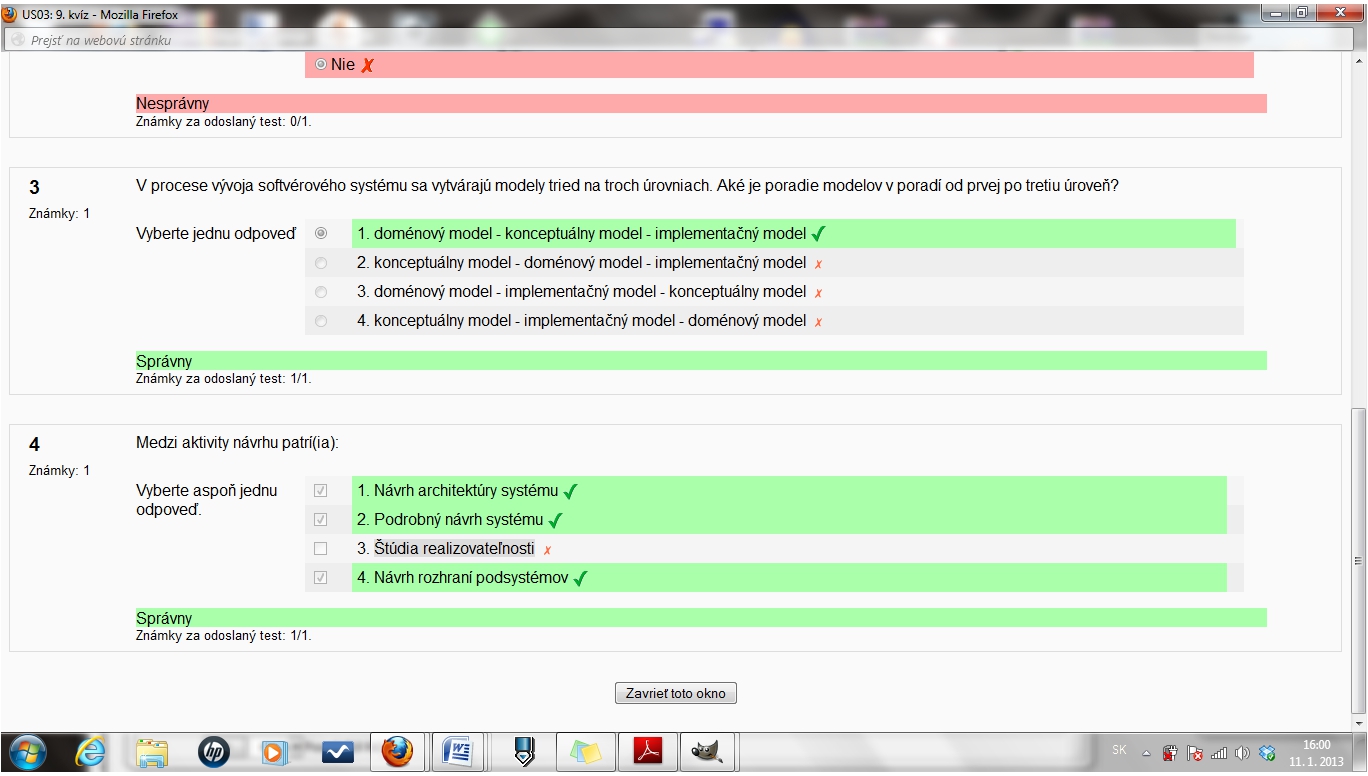 US03: 9. kvíz - Mozilla Firefox
Prejsť na webovú stránku
Nie
Nesprávny
Známky za odoslaný test: 0/1.
3
Známky: 1
V procese vývoja softvérového systému sa vytvárajú modely tried na troch úrovniach. Aké je poradie modelov v poradí od prvej po tretiu úroveň?
Vyberte jednu odpoveď
1. doménový model - konceptuálny model - implementačný model
2. konceptuálny model - doménový model - implementačný model
3. doménový model - implementačný model - konceptuálny model
4. konceptuálny model - implementačný model - doménový model
Správny
Známky za odoslaný test: 1/1.
4
Známky: 1
Medzi aktivity návrhu patrí(ia):
Vyberte aspoň jednu
odpoveď.
1. Návrh architektúry systému
2. Podrobný návrh systému
3. Štúdia realizovateľnosti
4. Návrh rozhraní podsystémov
Správny
Známky za odoslaný test: 1/1.
Zavrieť toto okno
SK
16:00
11. 1. 2013